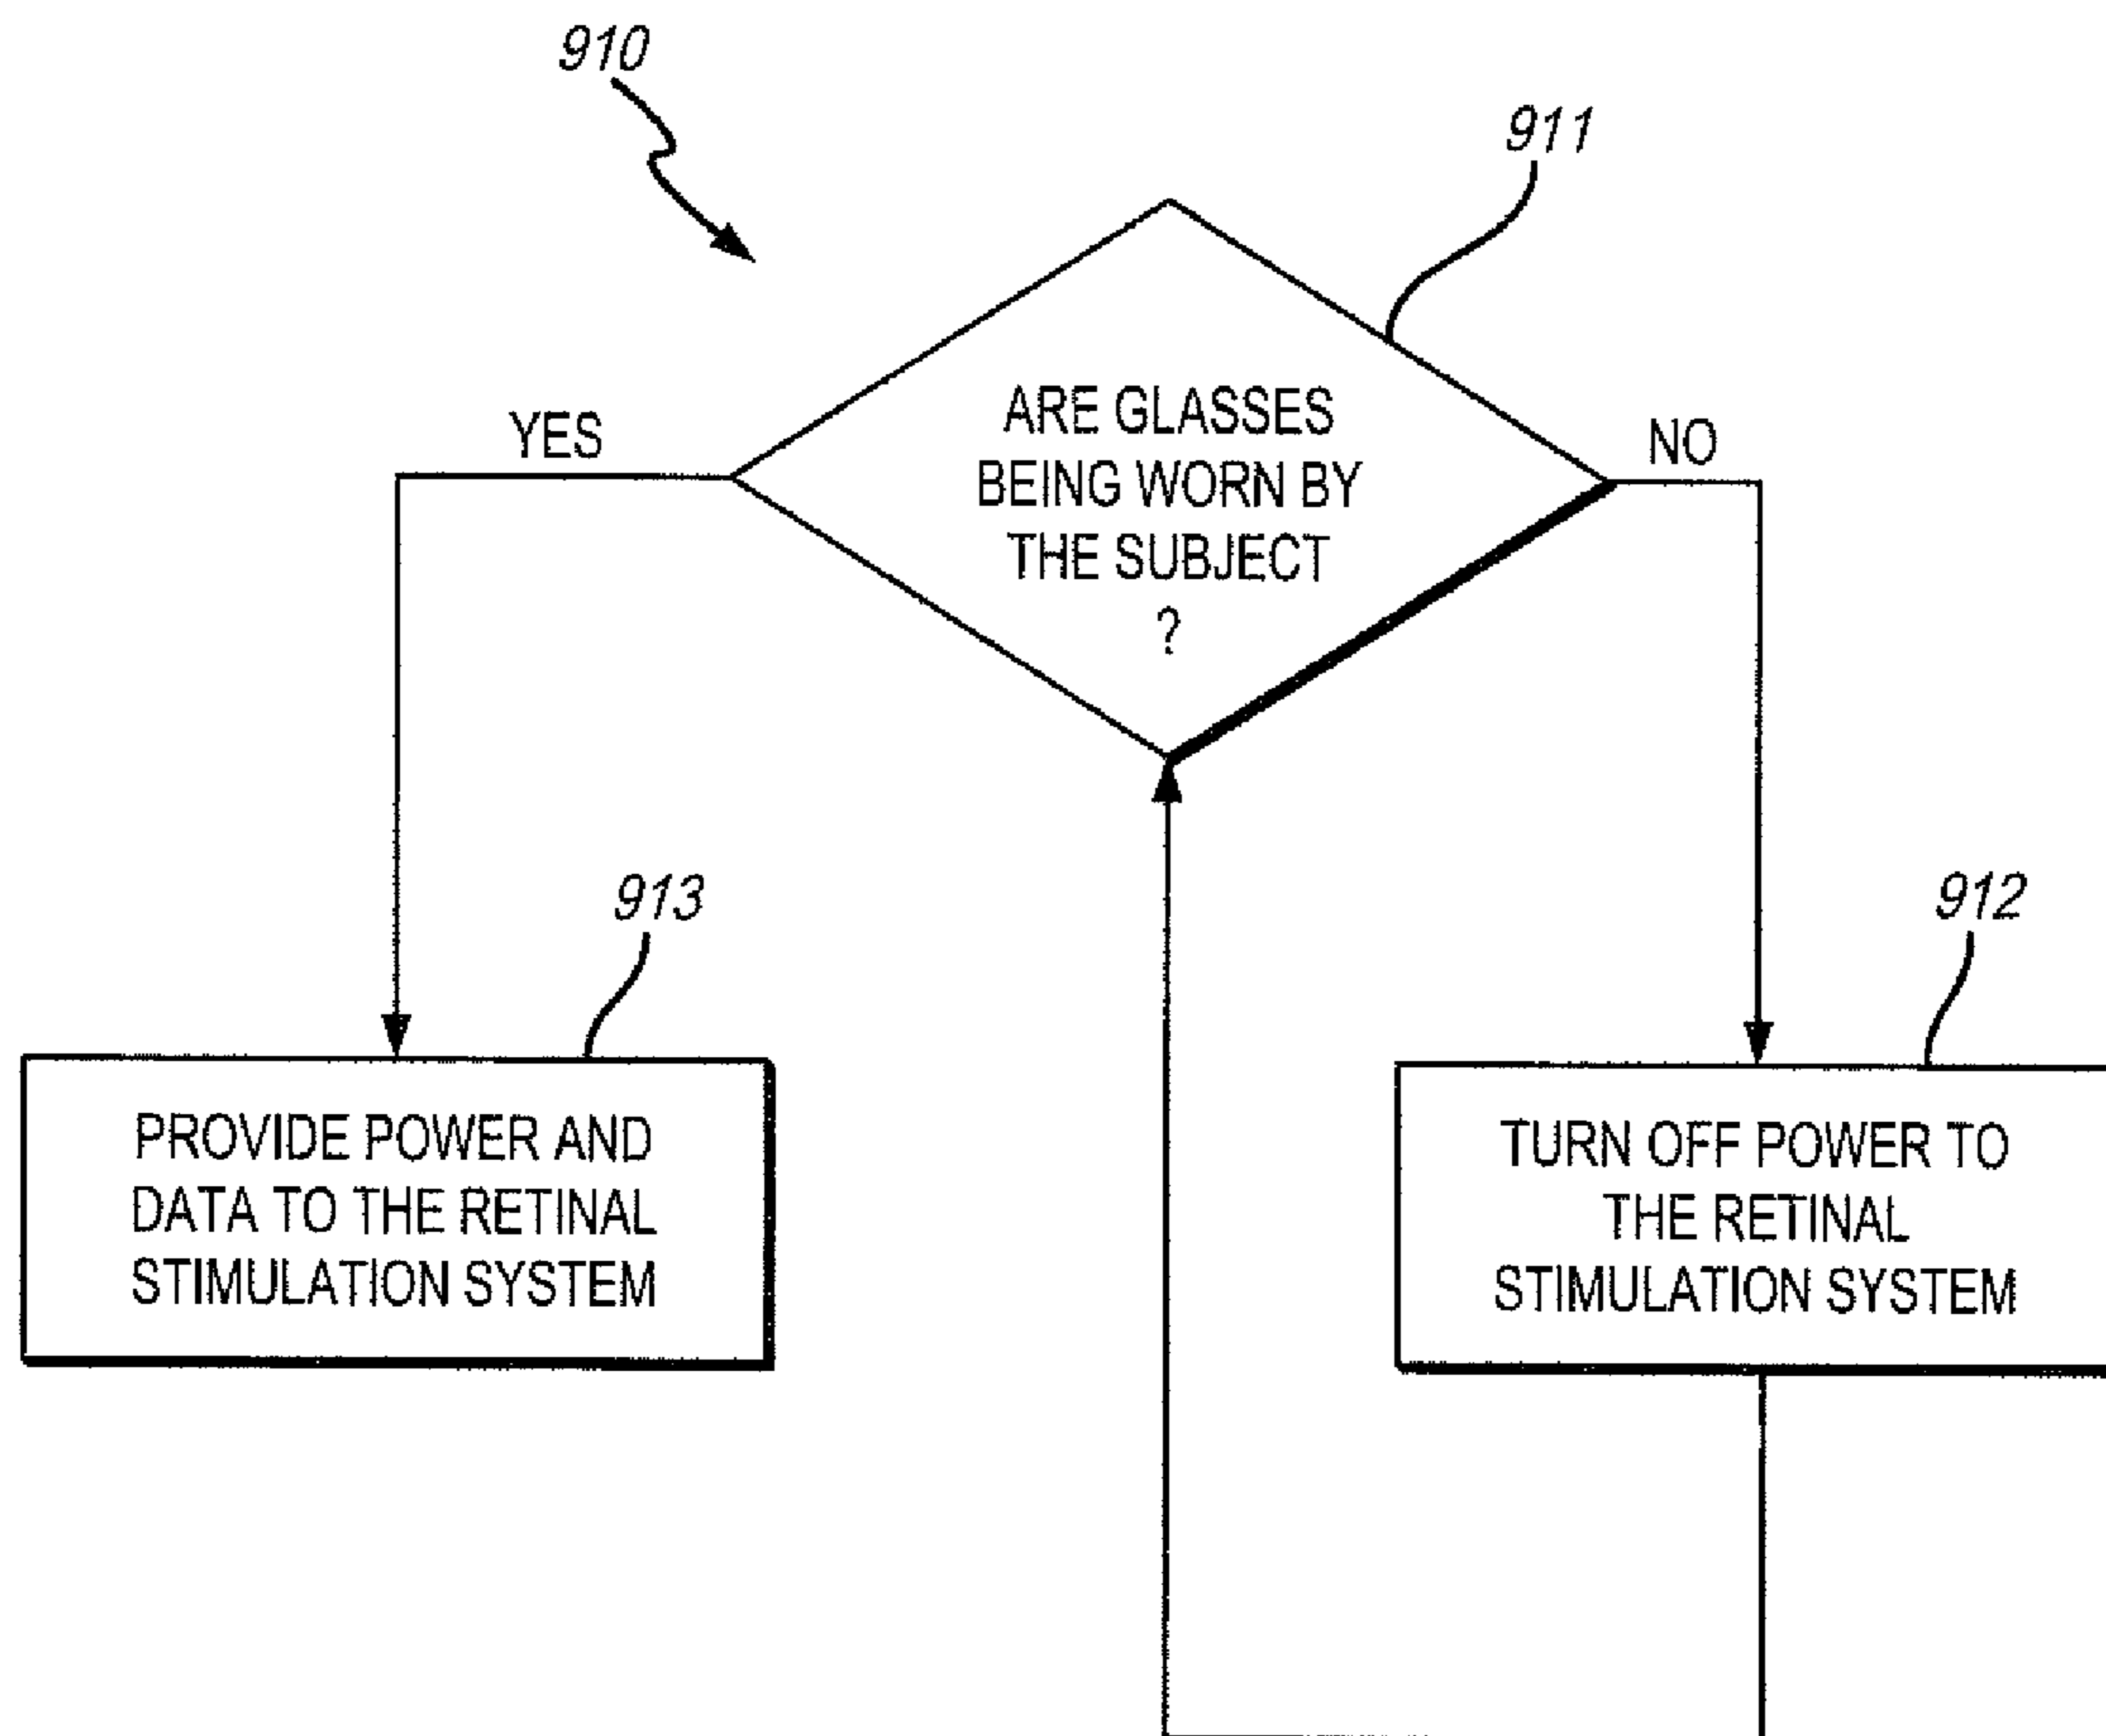 910
911
ARE GLASSES
BEING WORN BY
THE SUBJECT
?
YES
NO
913
912
PROVIDE POWER AND
DATA TO THE RETINAL
STIMULATION SYSTEM
TURN OFF POWER TO
THE RETINAL
STIMULATION SYSTEM